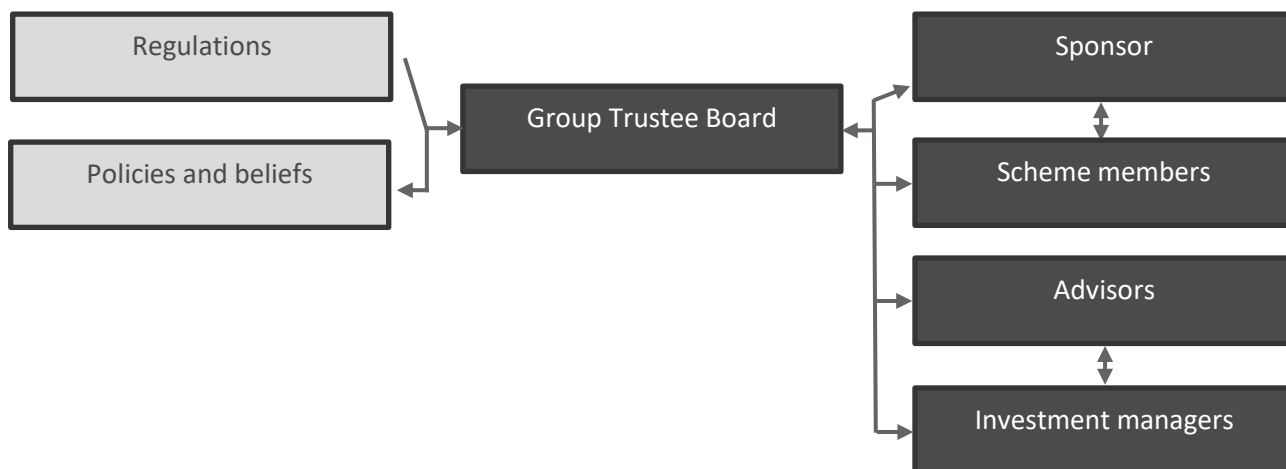 Regulations
Policies and beliefs
Group Trustee Board
Sponsor
Scheme members
Advisors
Investment managers